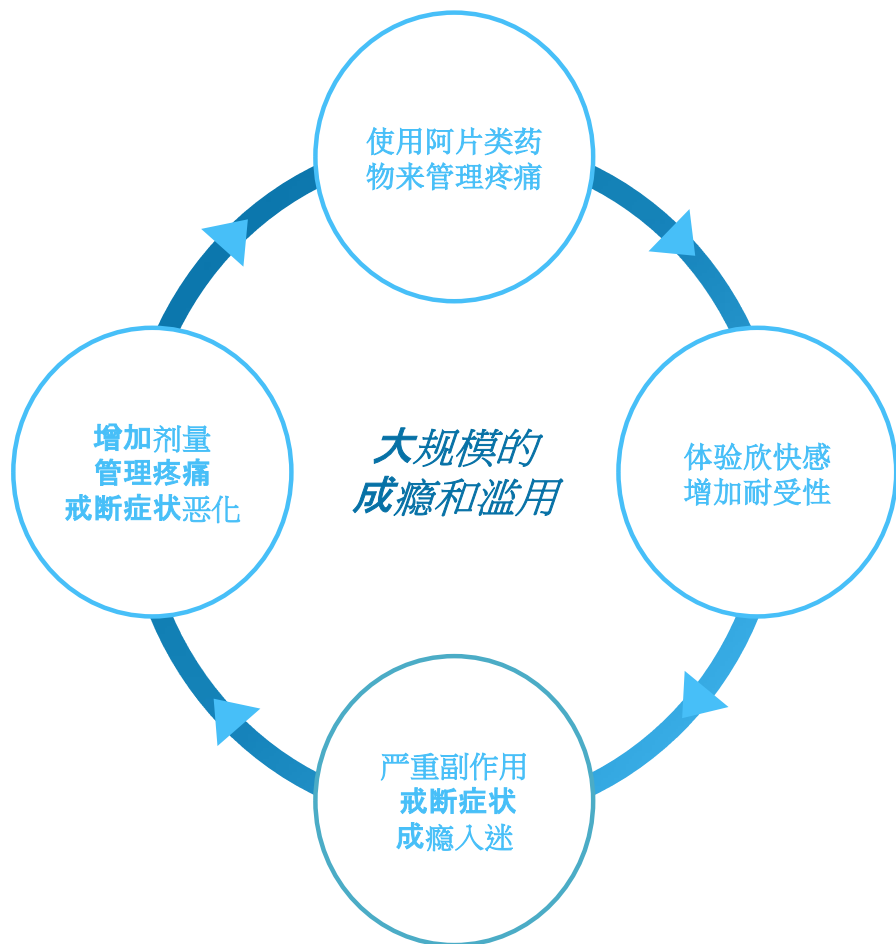 使用阿片类药
物来管理疼痛
增加剂量
管理疼痛
戒断症状恶化
大规模的
成瘾和滥用
体验欣快感
增加耐受性
严重副作用
戒断症状
成瘾入迷